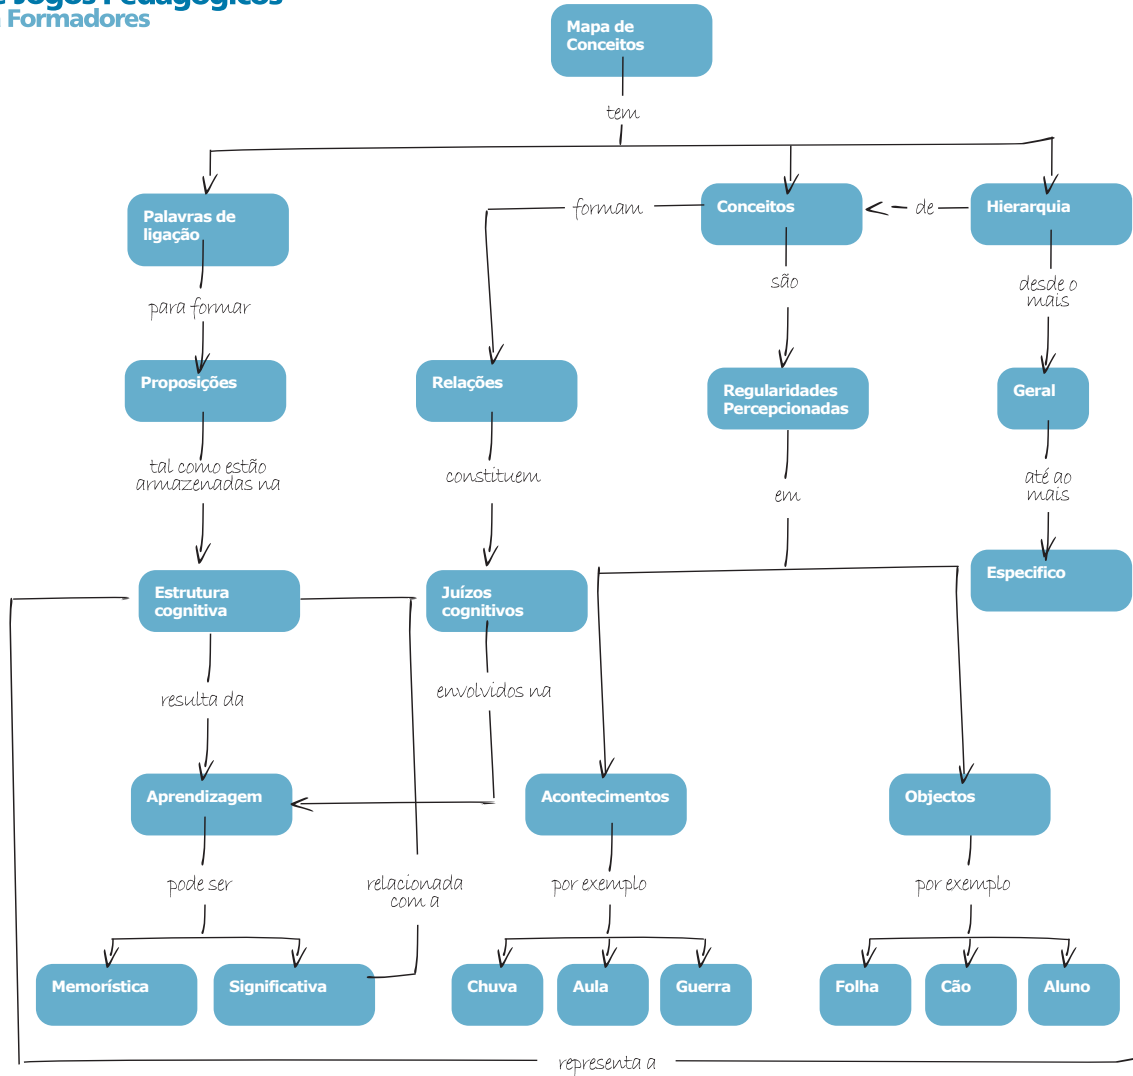 e Jogos Pedagógicos
Formadores
Mapa de
Conceitos
tem
Palavras de
ligação
formam
Conceitos
de
Hierarquia
para formar
são
desde o
mais
Proposições
Relações
Regularidades
Percepcionadas
Geral
tal como estão
armazenadas na
constituem
em
até ao
mais
Estrutura
cognitiva
Juízos
cognitivos
Especifico
resulta da
envolvidos na
Aprendizagem
Acontecimentos
Objectos
pode ser
relacionada
com a
por exemplo
por exemplo
Memorística
Significativa
Chuva
Aula
Guerra
Folha
Cão
Aluno
representa a